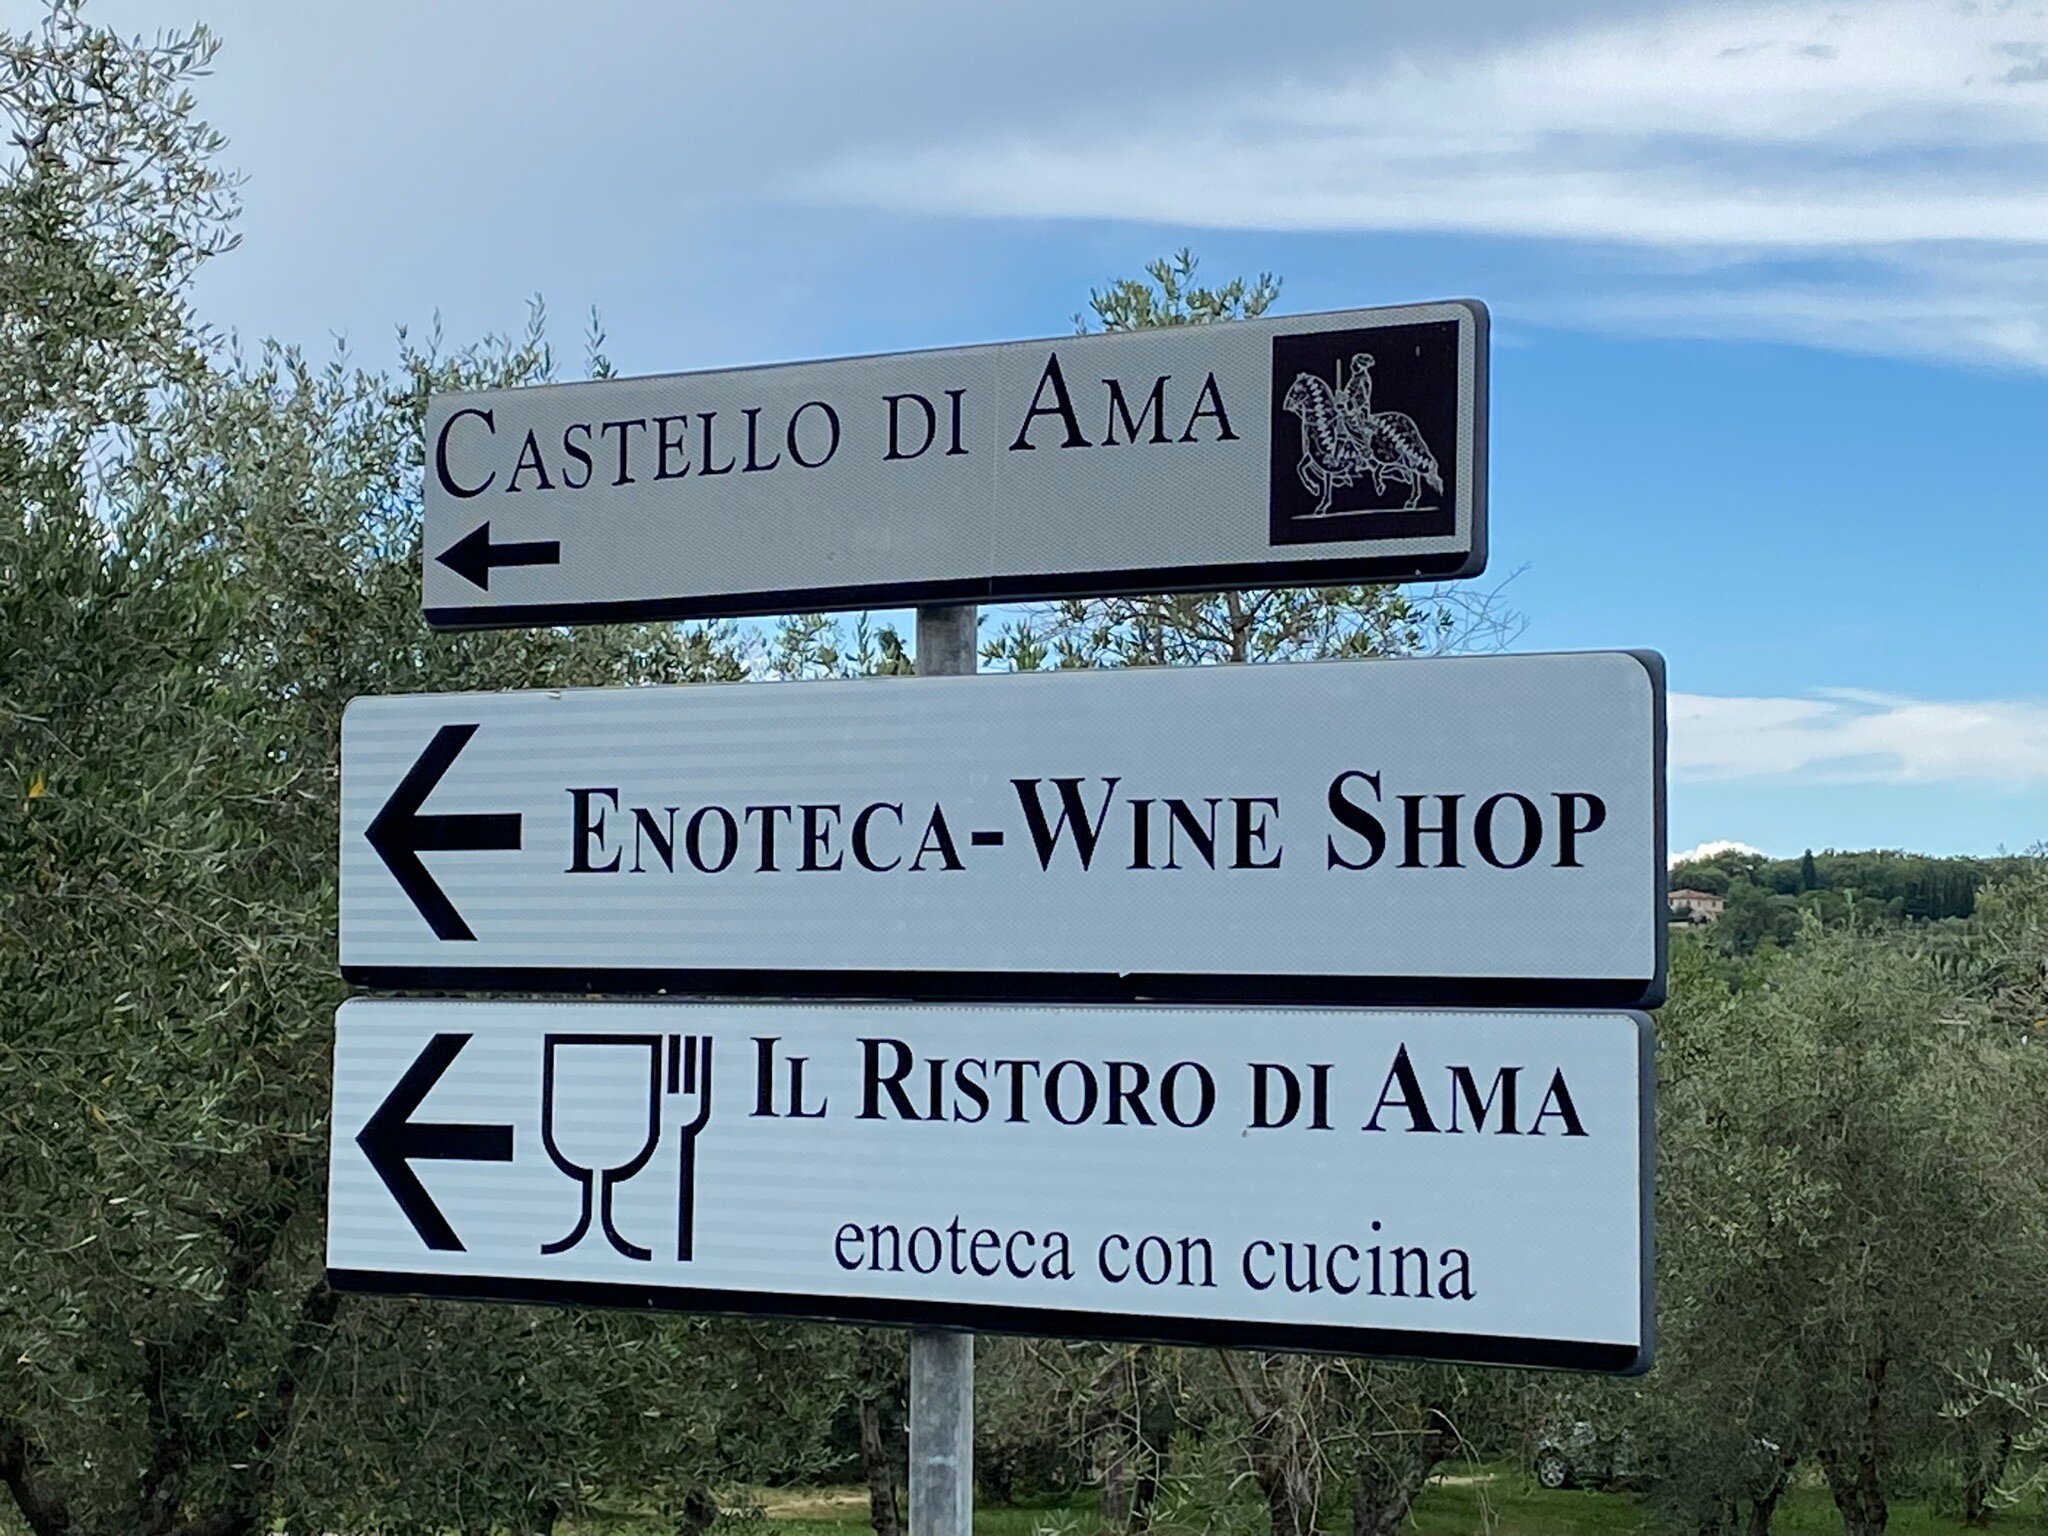 CASTELLO DI AMA
ENOTECA-WINE SHOP
IL RISTORO DI AMA
enoteca con cucina